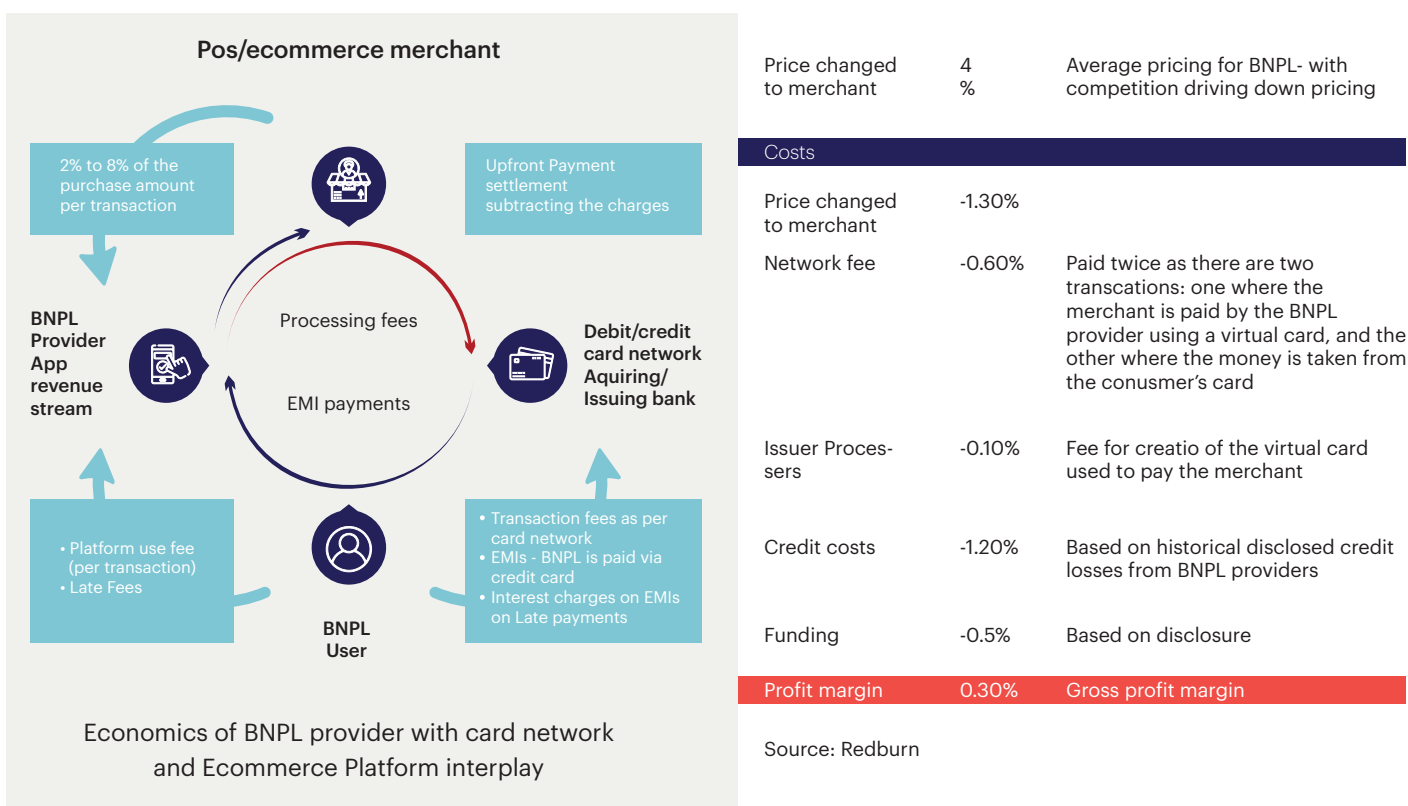 Pos/ecommerce merchant
2% to 8% of the
purchase amount
per transaction
Upfront Payment
settlement
subtracting the charges
Processing fees
EMI payments
BNPL
Provider
App
revenue
stream
Debit/credit
card network
Aquiring/
Issuing bank
• Platform use fee
(per transaction)
• Late Fees
• Transaction fees as per
card network
• EMIs - BNPL is paid via
credit card
• Interest charges on EMIs
on Late payments
BNPL
User
Economics of BNPL provider with card network
and Ecommerce Platform interplay
Price changed 4 Average pricing for BNPL- with
to merchant % competition driving down pricing
Costs
Price changed -1.30%
to merchant
Network fee -0.60% Paid twice as there are two
transcations: one where the
merchant is paid by the BNPL
provider using a virtual card, and the
other where the money is taken from
the conusmer’s card
Issuer Proces- -0.10% Fee for creatio of the virtual card
sers used to pay the merchant
Credit costs -1.20% Based on historical disclosed credit
losses from BNPL providers
Funding -0.5% Based on disclosure
Profit margin 0.30% Gross profit margin
Source: Redburn